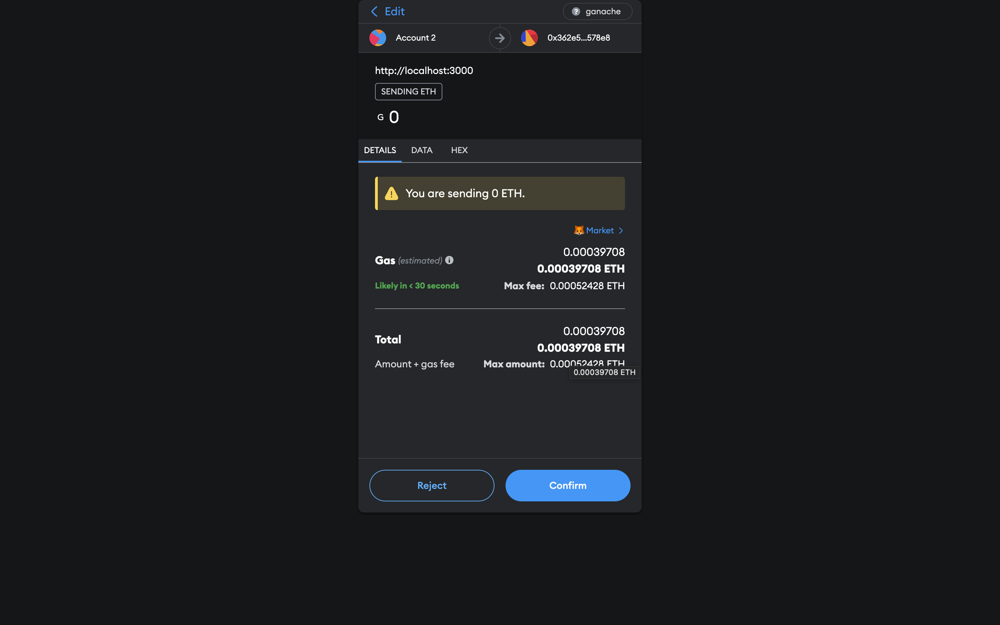 Edit
ganache
Account 2
0x362e5...578e8
http://localhost:3000
SENDING ETH
G 0
DETAILS DATA HEX
You are sending 0 ETH.
Market
0.00039708
Gas (estimated)
0.00039708 ETH
Likely in < 30 seconds Max fee: 0.00052428 ETH
0.00039708
Total
0.00039708 ETH
Amount + gas fee Max amount: 0.00052428 ETH
0.00039708 ETH
Reject Confirm